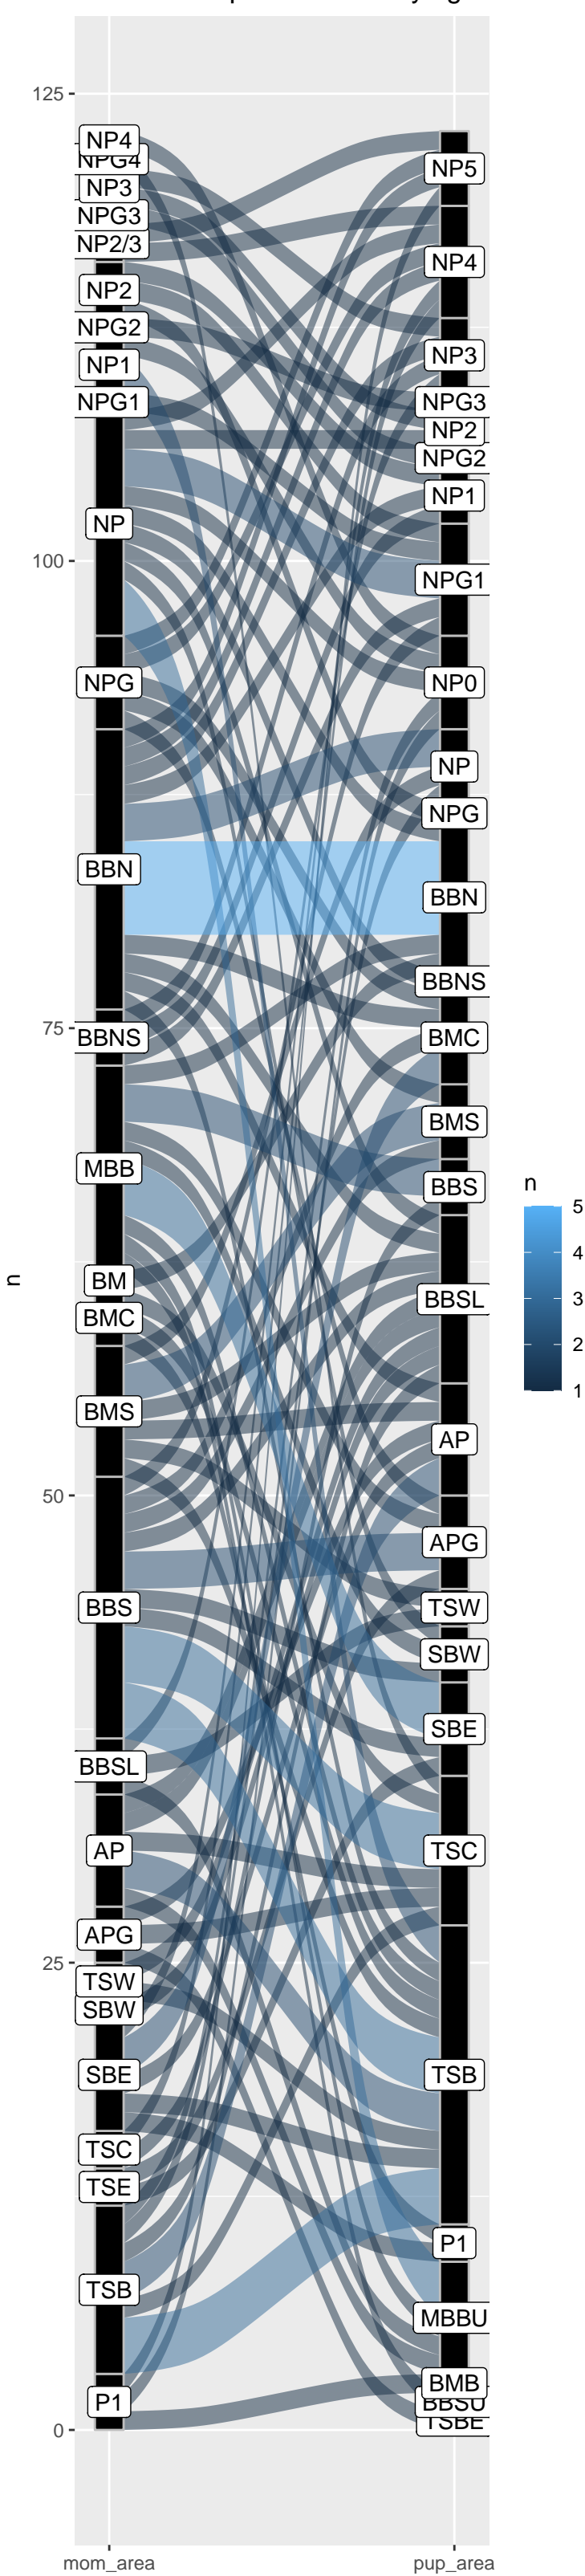 125
100
75
50
25
0
n
NP4
NPG4
NP3
NPG3
NP2/3
NP2
NPG2
NP1
NPG1
NP
NPG
BBN
BBNS
MBB
BM
BMC
BMS
BBS
BBSL
AP
APG
TSW
SBW
SBE
TSC
TSE
TSB
P1
NP5
NP4
NP3
NPG3
NP2
NPG2
NP1
NPG1
NP0
NP
NPG
BBN
BBNS
BMC
BMS
BBS
BBSL
AP
APG
TSW
SBW
SBE
TSC
TSB
P1
MBBU
BMB
TSBE
mom_area
pup_area
n
5
4
3
2
1